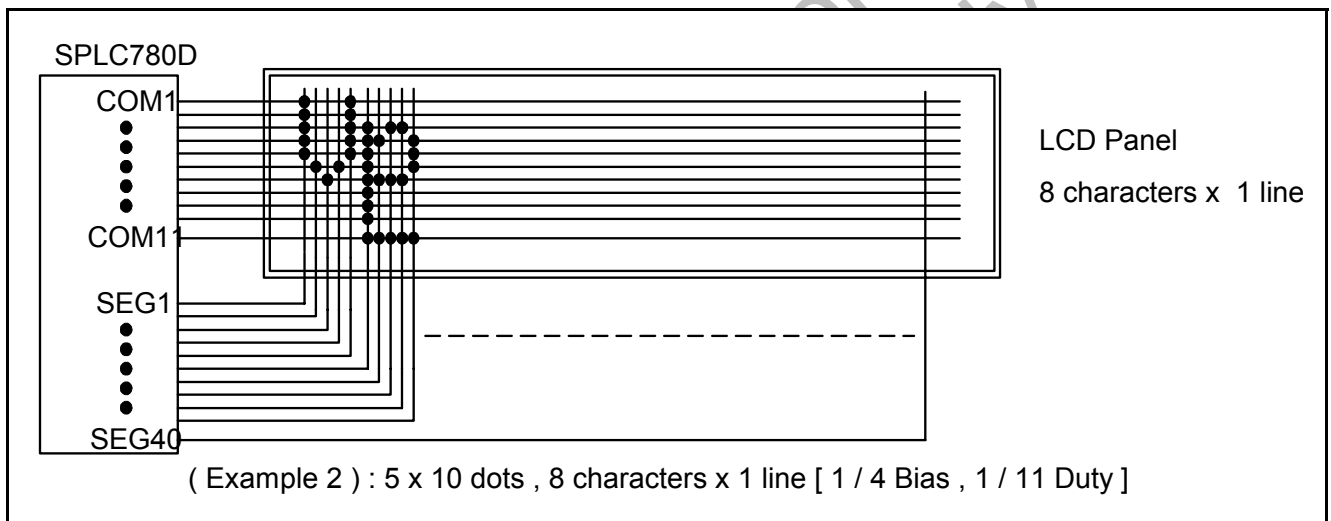 SPLC780D
COM1
COM11
SEG1
SEG40
LCD Panel
8 characters x 1 line
( Example 2 ) : 5 x 10 dots , 8 characters x 1 line [ 1 / 4 Bias , 1 / 11 Duty ]